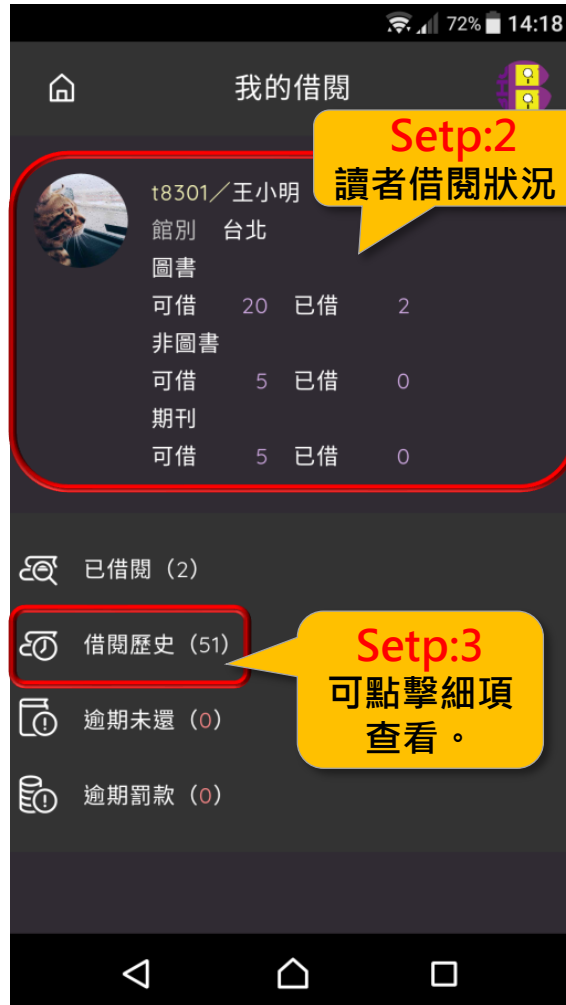 72% 14:18
我的借閱
Setp:2
讀者借閱狀況
t8301／王小明
館別 台北
圖書
可借 20 已借 2
非圖書
可借 5 已借 0
期刊
可借 5 已借 0
已借閱（2）
借閱歷史（51）
Setp:3
可點擊細項
查看。
逾期未還（0）
逾期罰款（0）